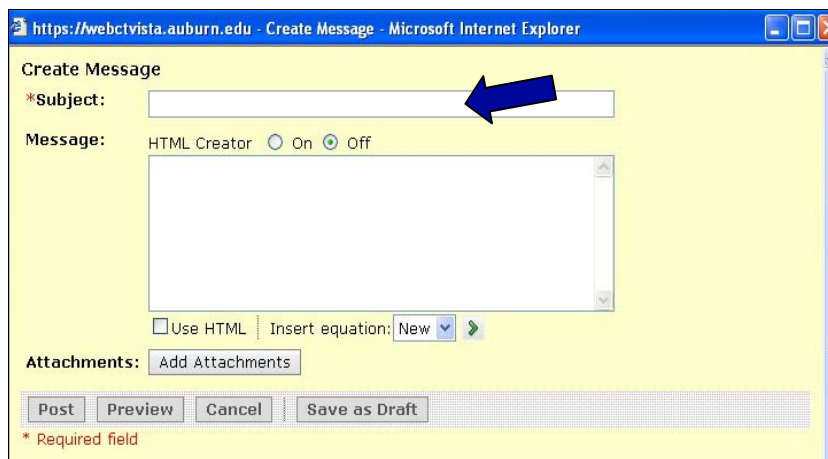 https://webctvista.auburn.edu - Create Message - Microsoft Internet Explorer
Create Message
*Subject:
Message: HTML Creator On Off
Use HTML Insert equation: New
Attachments: Add Attachments
Post Preview Cancel Save as Draft
* Required field